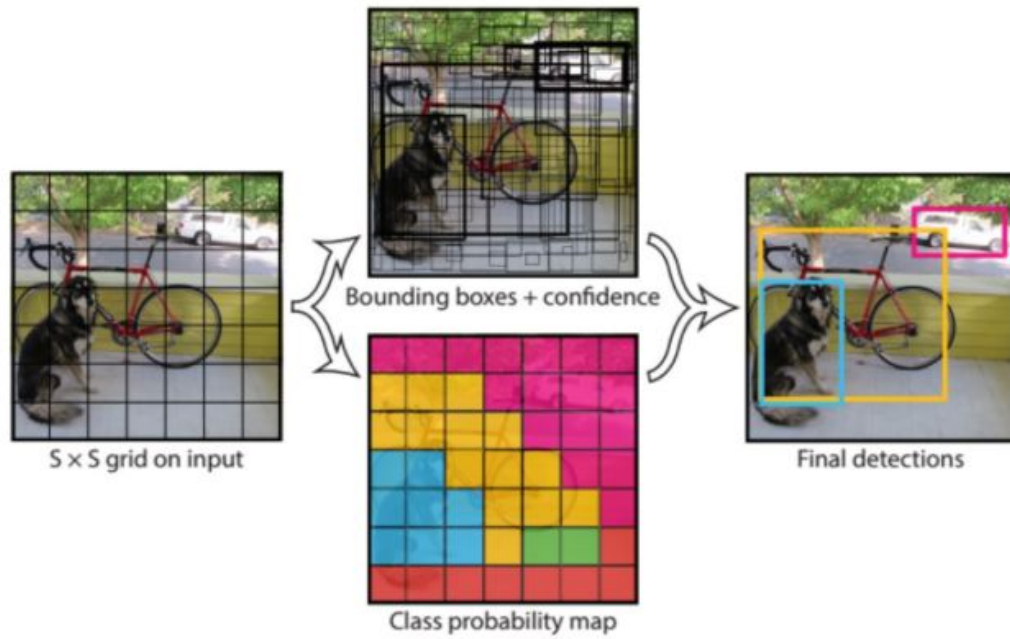 Bounding boxes + confidence
S × S grid on input
Final detections
Class probability map